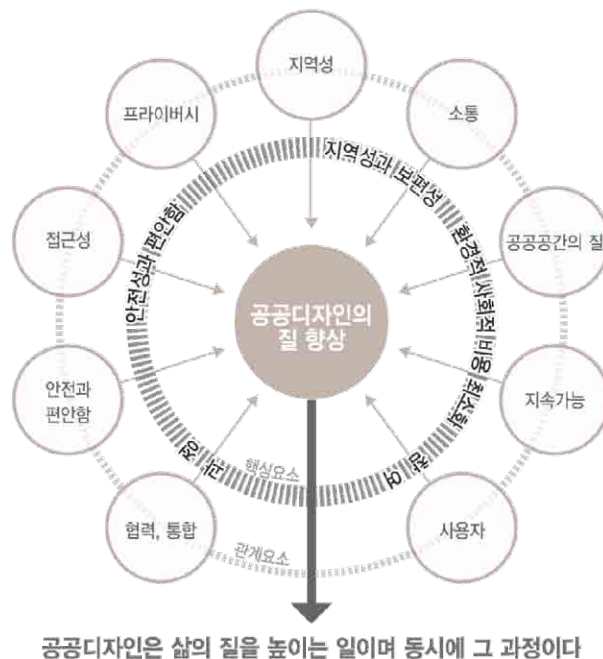 지역성
프라이버시
소통
지역성과 보편성
안전성과 편안함
환경적 사회적 비용 최소화
접근성
공공공간의 질
공공디자인의
질 향상
안전과
편안함
지속가능
과 정
핵심요소
참 여
협력, 통합
사용자
관계요소
공공디자인은 삶의 질을 높이는 일이며 동시에 그 과정이다